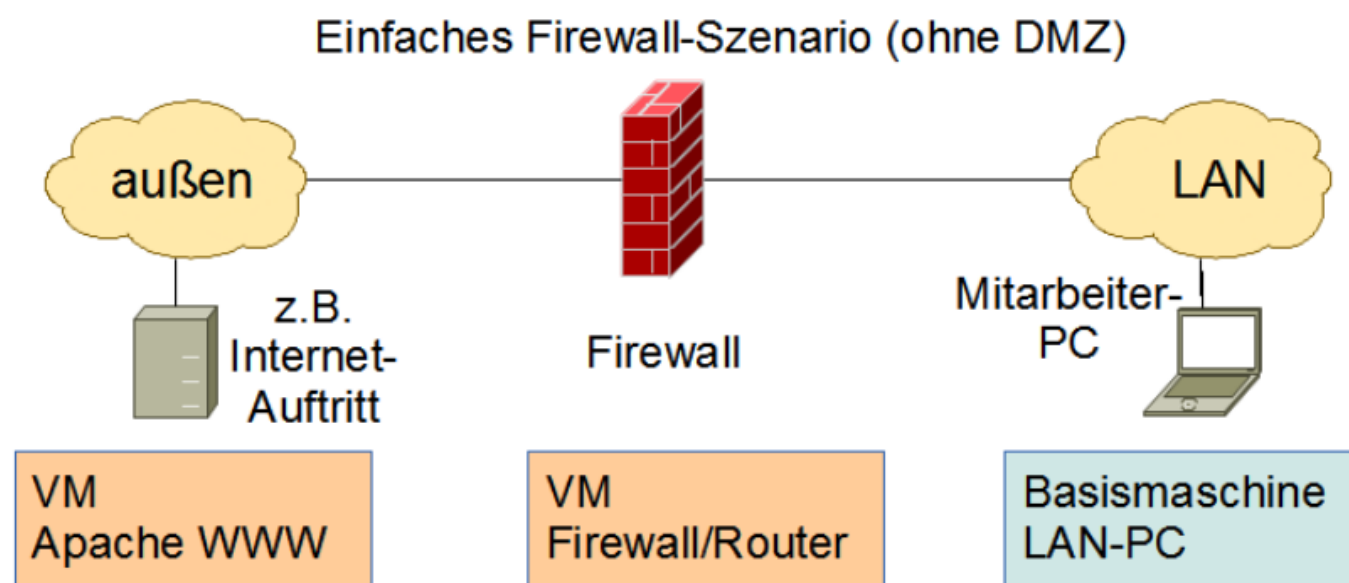 Einfaches Firewall-Szenario (ohne DMZ)
außen
LAN
z.B.
Internet-
Auftritt
Firewall
Mitarbeiter-
PC
VM
Apache WWW
VM
Firewall/Router
Basismaschine
LAN-PC